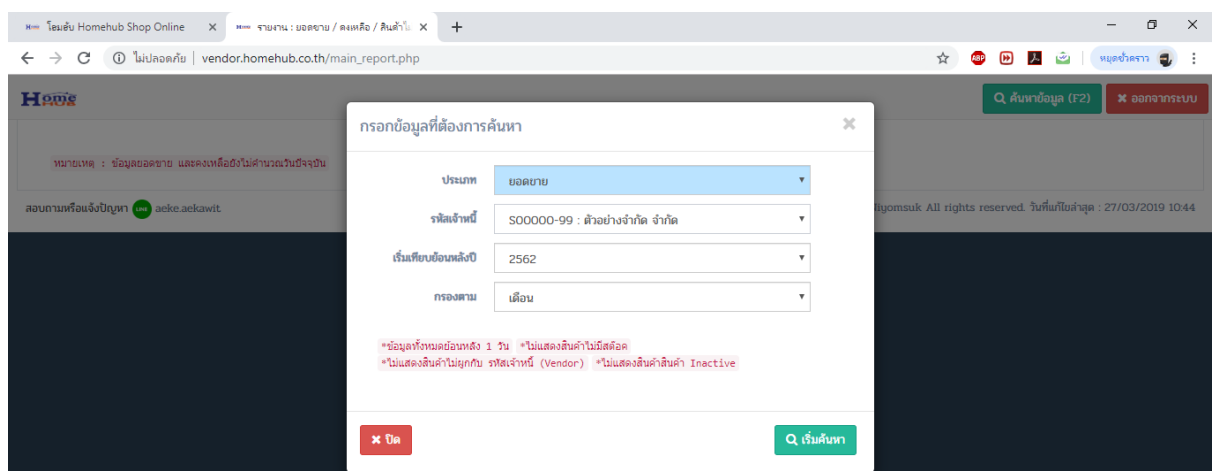 โฮมฮับ Homehub Shop Online
รายงาน : ยอดขาย / คงเหลือ / สินค้าไ
ไม่ปลอดภัย | vendor.homehub.co.th/main_report.php
ABP
หยุดชั่วคราว
Home
HUB
ค้นหาข้อมูล (F2)
ออกจากระบบ
กรอกข้อมูลที่ต้องการค้นหา
หมายเหตุ : ข้อมูลยอดขาย และคงเหลือยังไม่คำนวณวันปัจจุบัน
ประเภท
ยอดขาย
สอบถามหรือแจ้งปัญหา
aeke.aekawit
รหัสเจ้าหนี้
S00000-99 : ตัวอย่างจำกัด จำกัด
liyomsuk All rights reserved. วันที่แก้ไขล่าสุด : 27/03/2019 10:44
เริ่มเทียบย้อนหลังปี
2562
กรองตาม
เดือน
*ข้อมูลทั้งหมดย้อนหลัง 1 วัน *ไม่แสดงสินค้าไม่มีสต๊อค
*ไม่แสดงสินค้าไม่ผูกกับ รหัสเจ้าหนี้ (Vendor) *ไม่แสดงสินค้าสินค้า Inactive
ปิด
เริ่มค้นหา